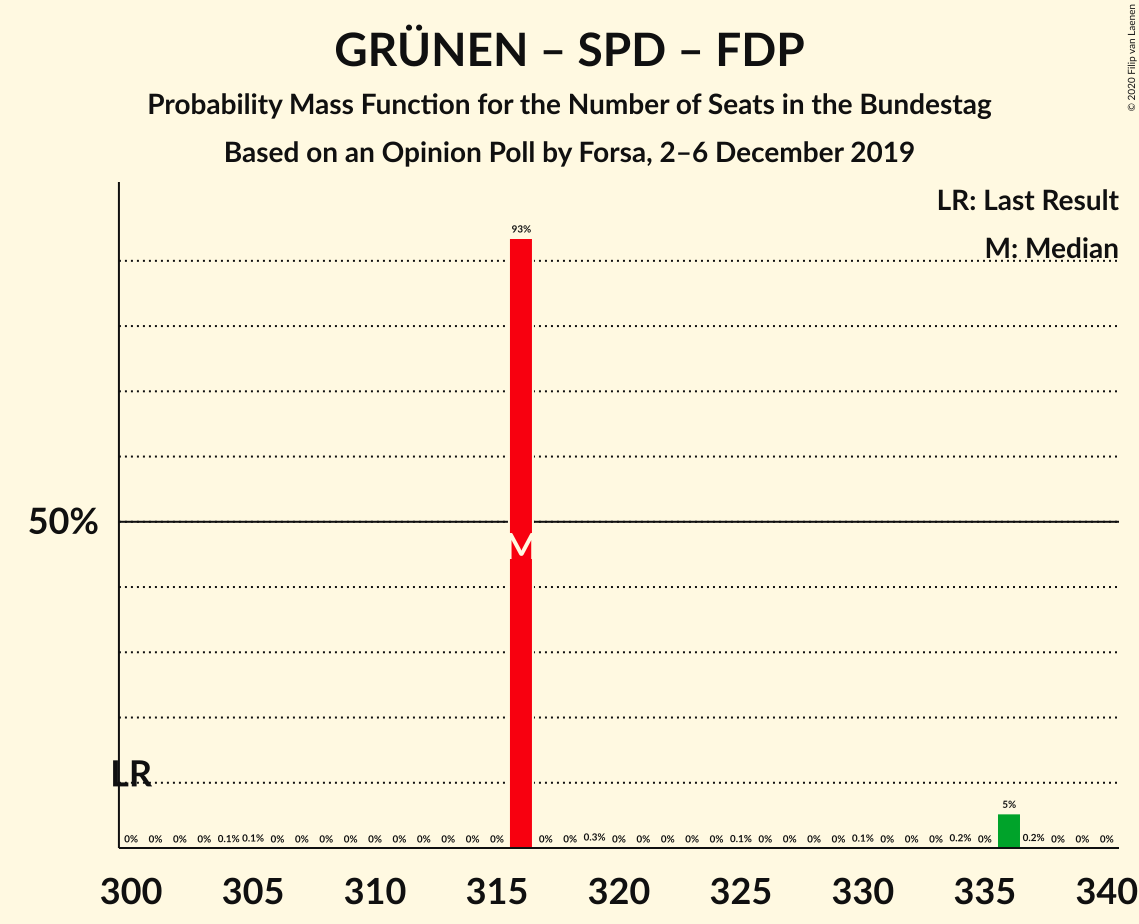 GRÜNEN – SPD – FDP
Probability Mass Function for the Number of Seats in the Bundestag
Based on an Opinion Poll by Forsa, 2–6 December 2019
© 2020 Filip van Laenen
LR: Last Result
M: Median
93%
50%
M
LR
5%
0% 0% 0% 0% 0.1% 0.1% 0% 0% 0% 0% 0% 0% 0% 0% 0% 0% 0% 0% 0.3% 0% 0% 0% 0% 0% 0.1% 0% 0% 0% 0% 0.1% 0% 0% 0% 0.2% 0% 0.2% 0% 0% 0%
300 305 310 315 320 325 330 335 340